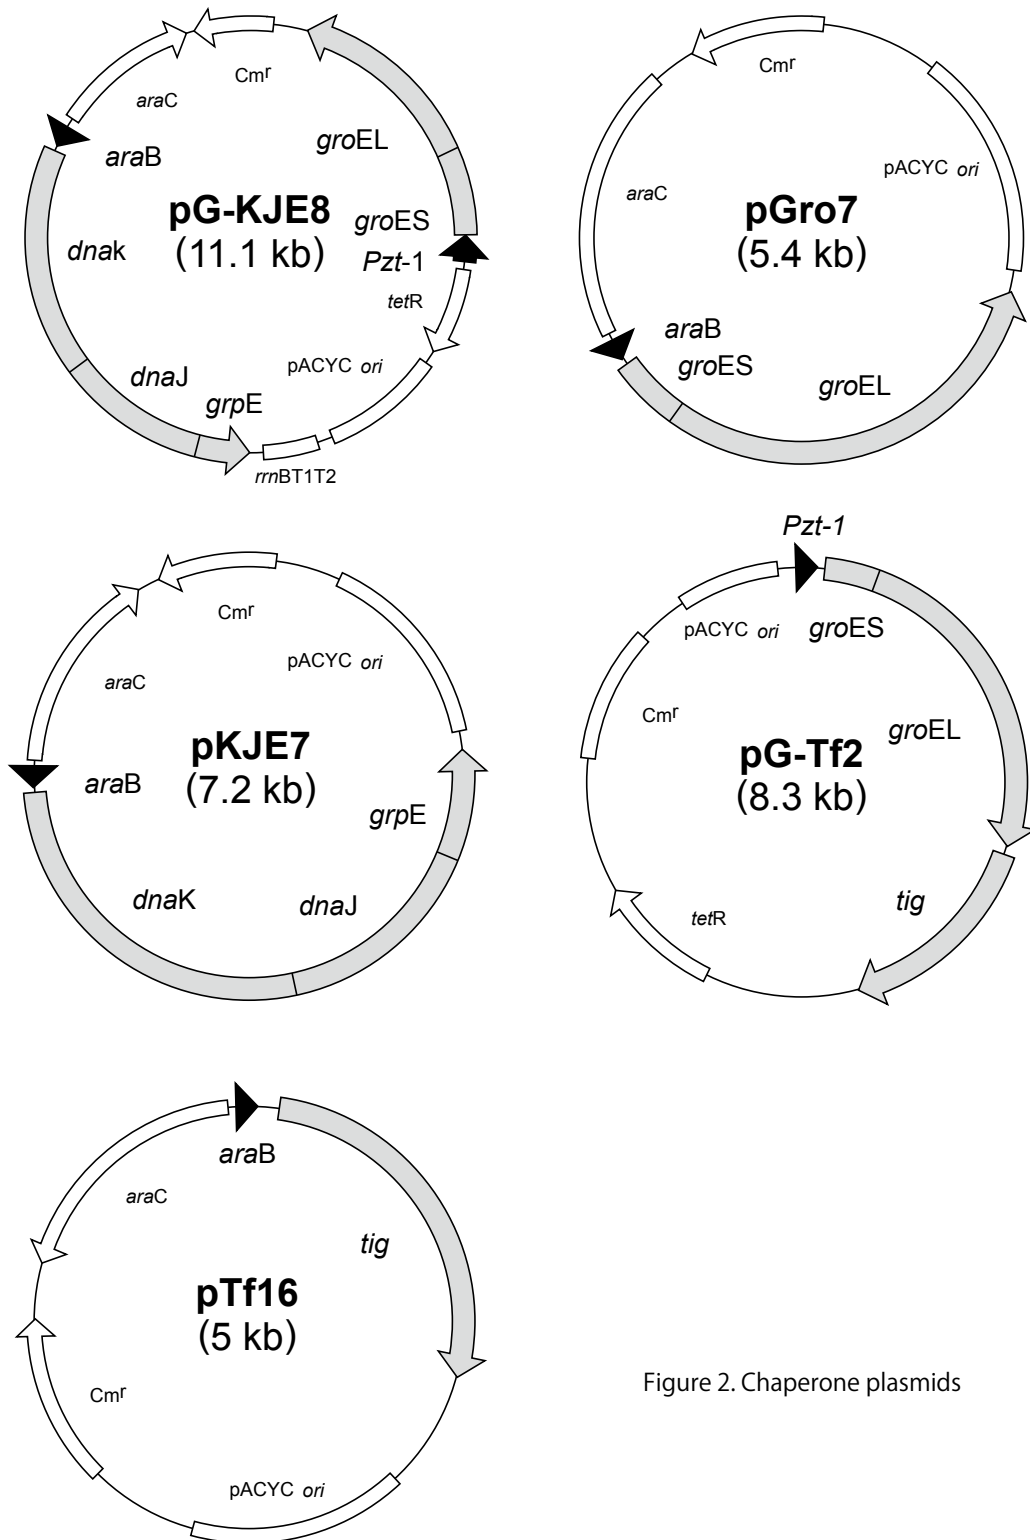 Cmr
araC
araB
groEL
pG-KJE8
(11.1 kb)
groES
Pzt-1
dnak
tetR
pACYC ori
dnaJ
grpE
rrnBT1T2
Cmr
pACYC ori
araC
pGro7
(5.4 kb)
araB
groES
groEL
Cmr
pACYC ori
araC
pKJE7
(7.2 kb)
araB
grpE
dnaK
dnaJ
Pzt-1
pACYC ori
groES
Cmr
groEL
pG-Tf2
(8.3 kb)
tig
tetR
araB
araC
tig
pTf16
(5 kb)
Cmr
pACYC ori
Figure 2. Chaperone plasmids